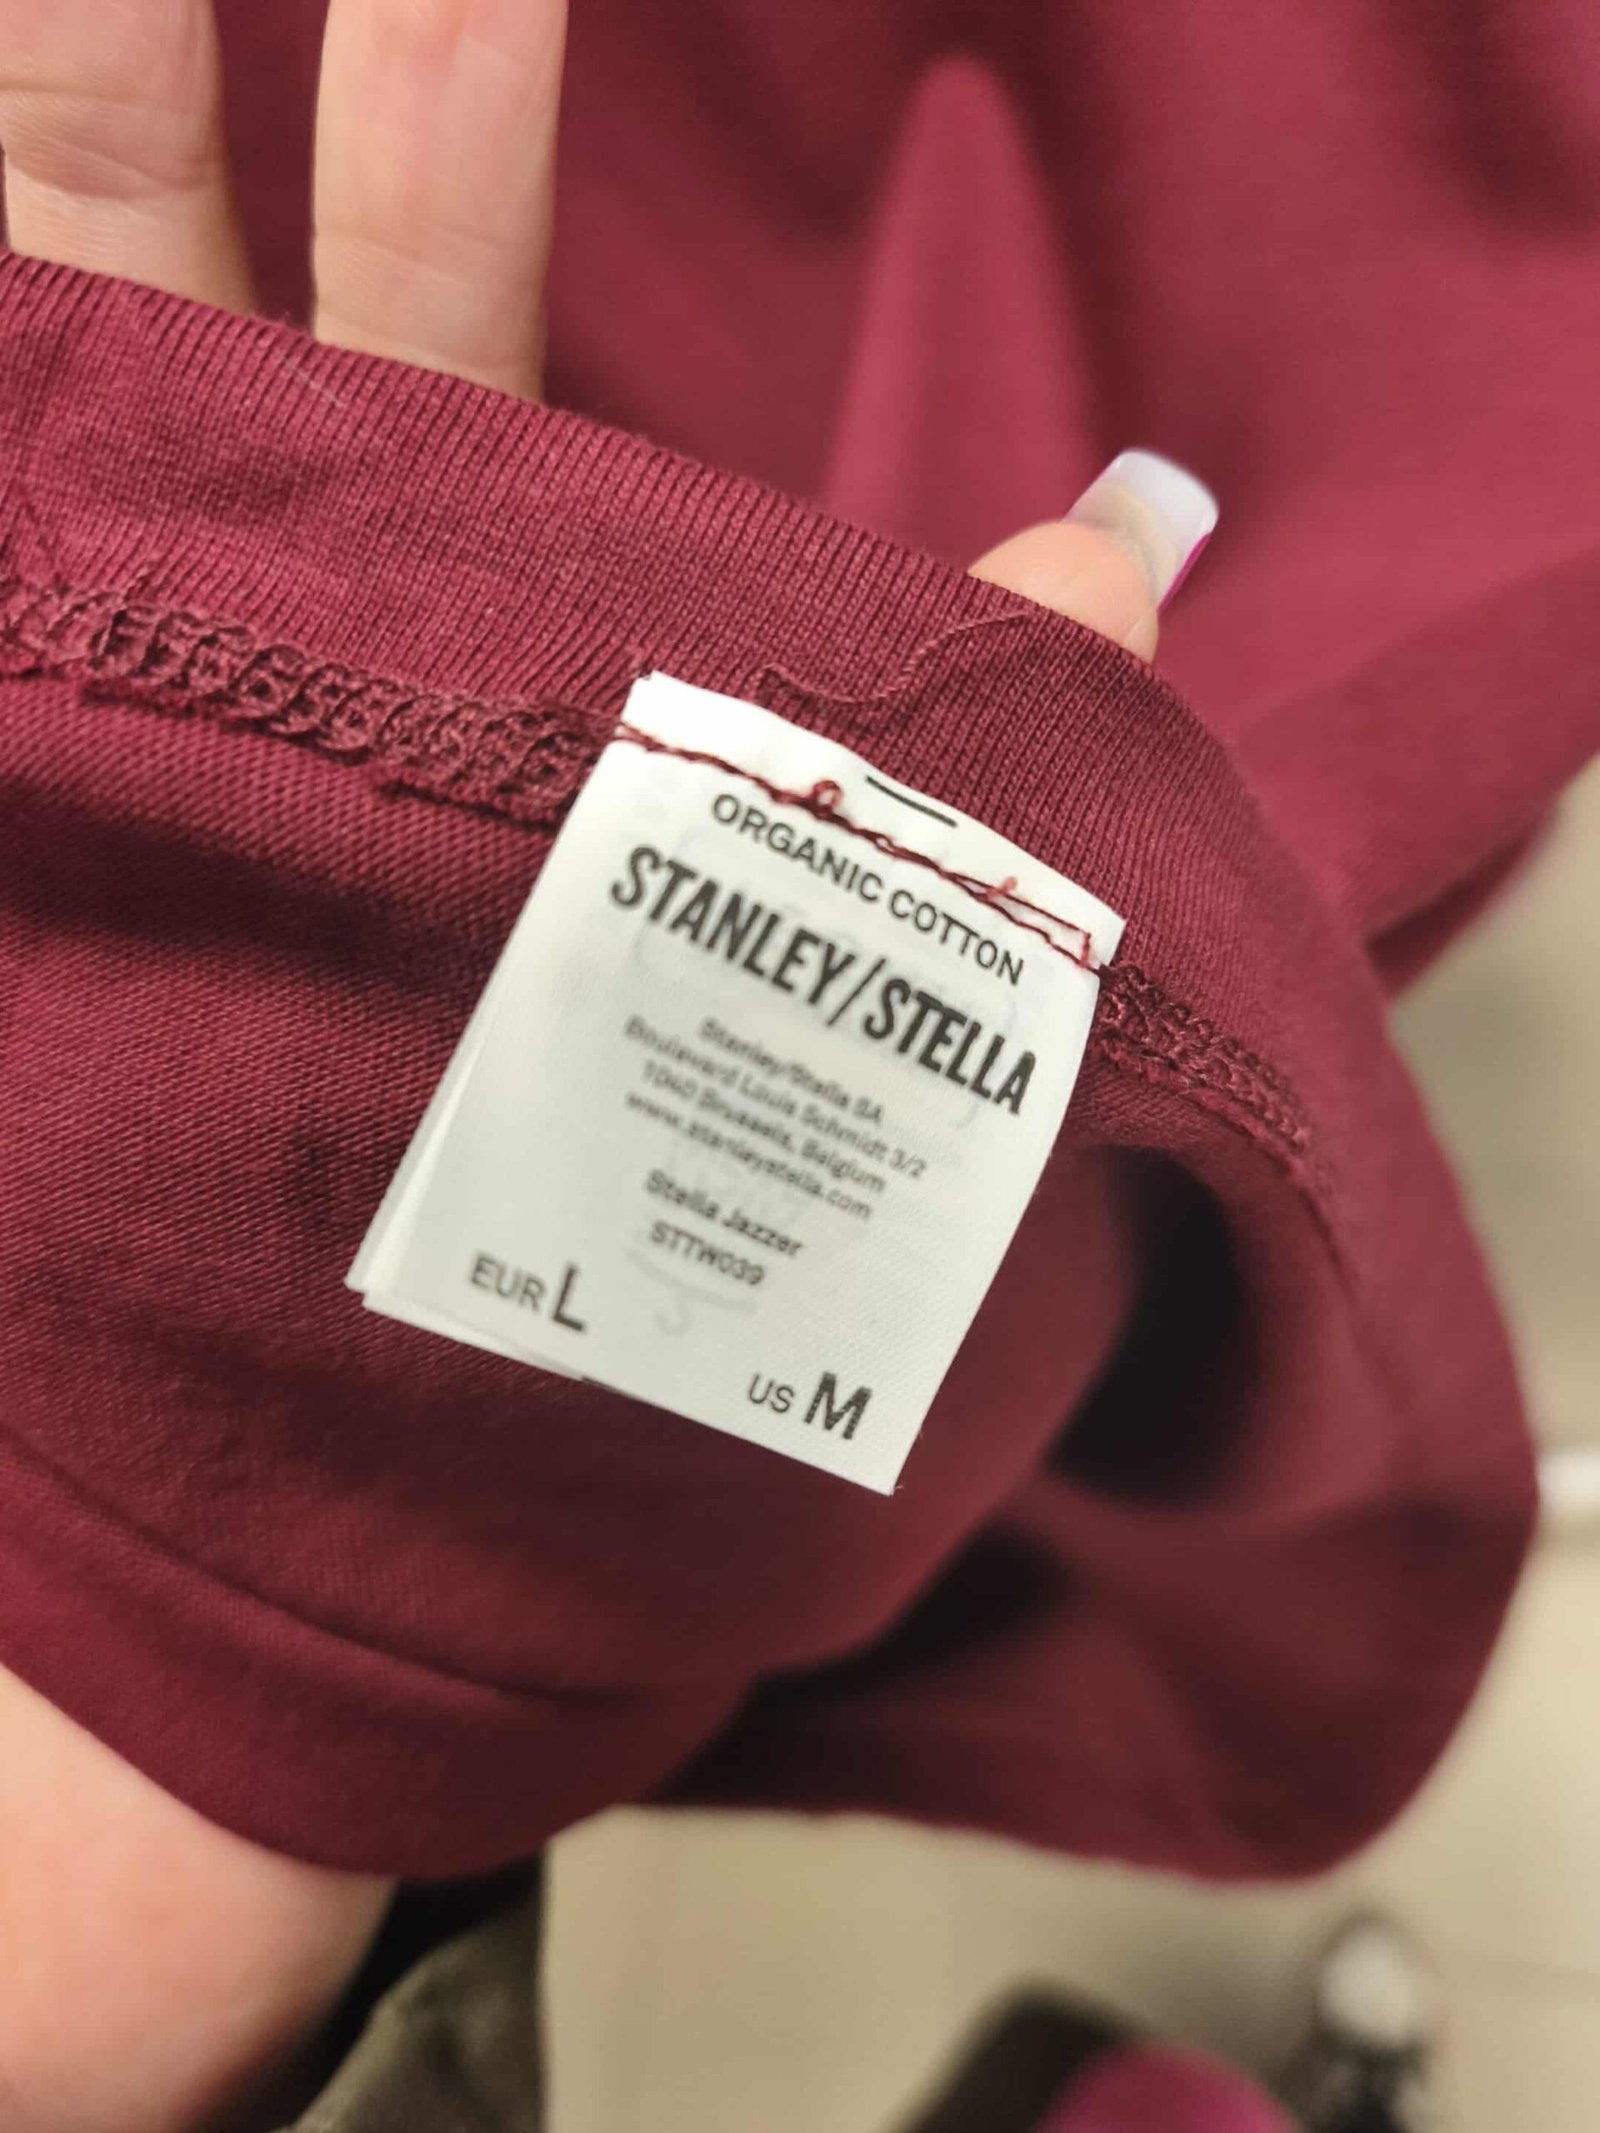 ORGANIC COTTON
STANLEY/STELLA
Stanley/Stella SA
Boulevard Louis Schmidt 3/2
1040 Brussels, Belgium
www.stanleystella.com
Stella Jazzer
STTW039
EUR L
US M